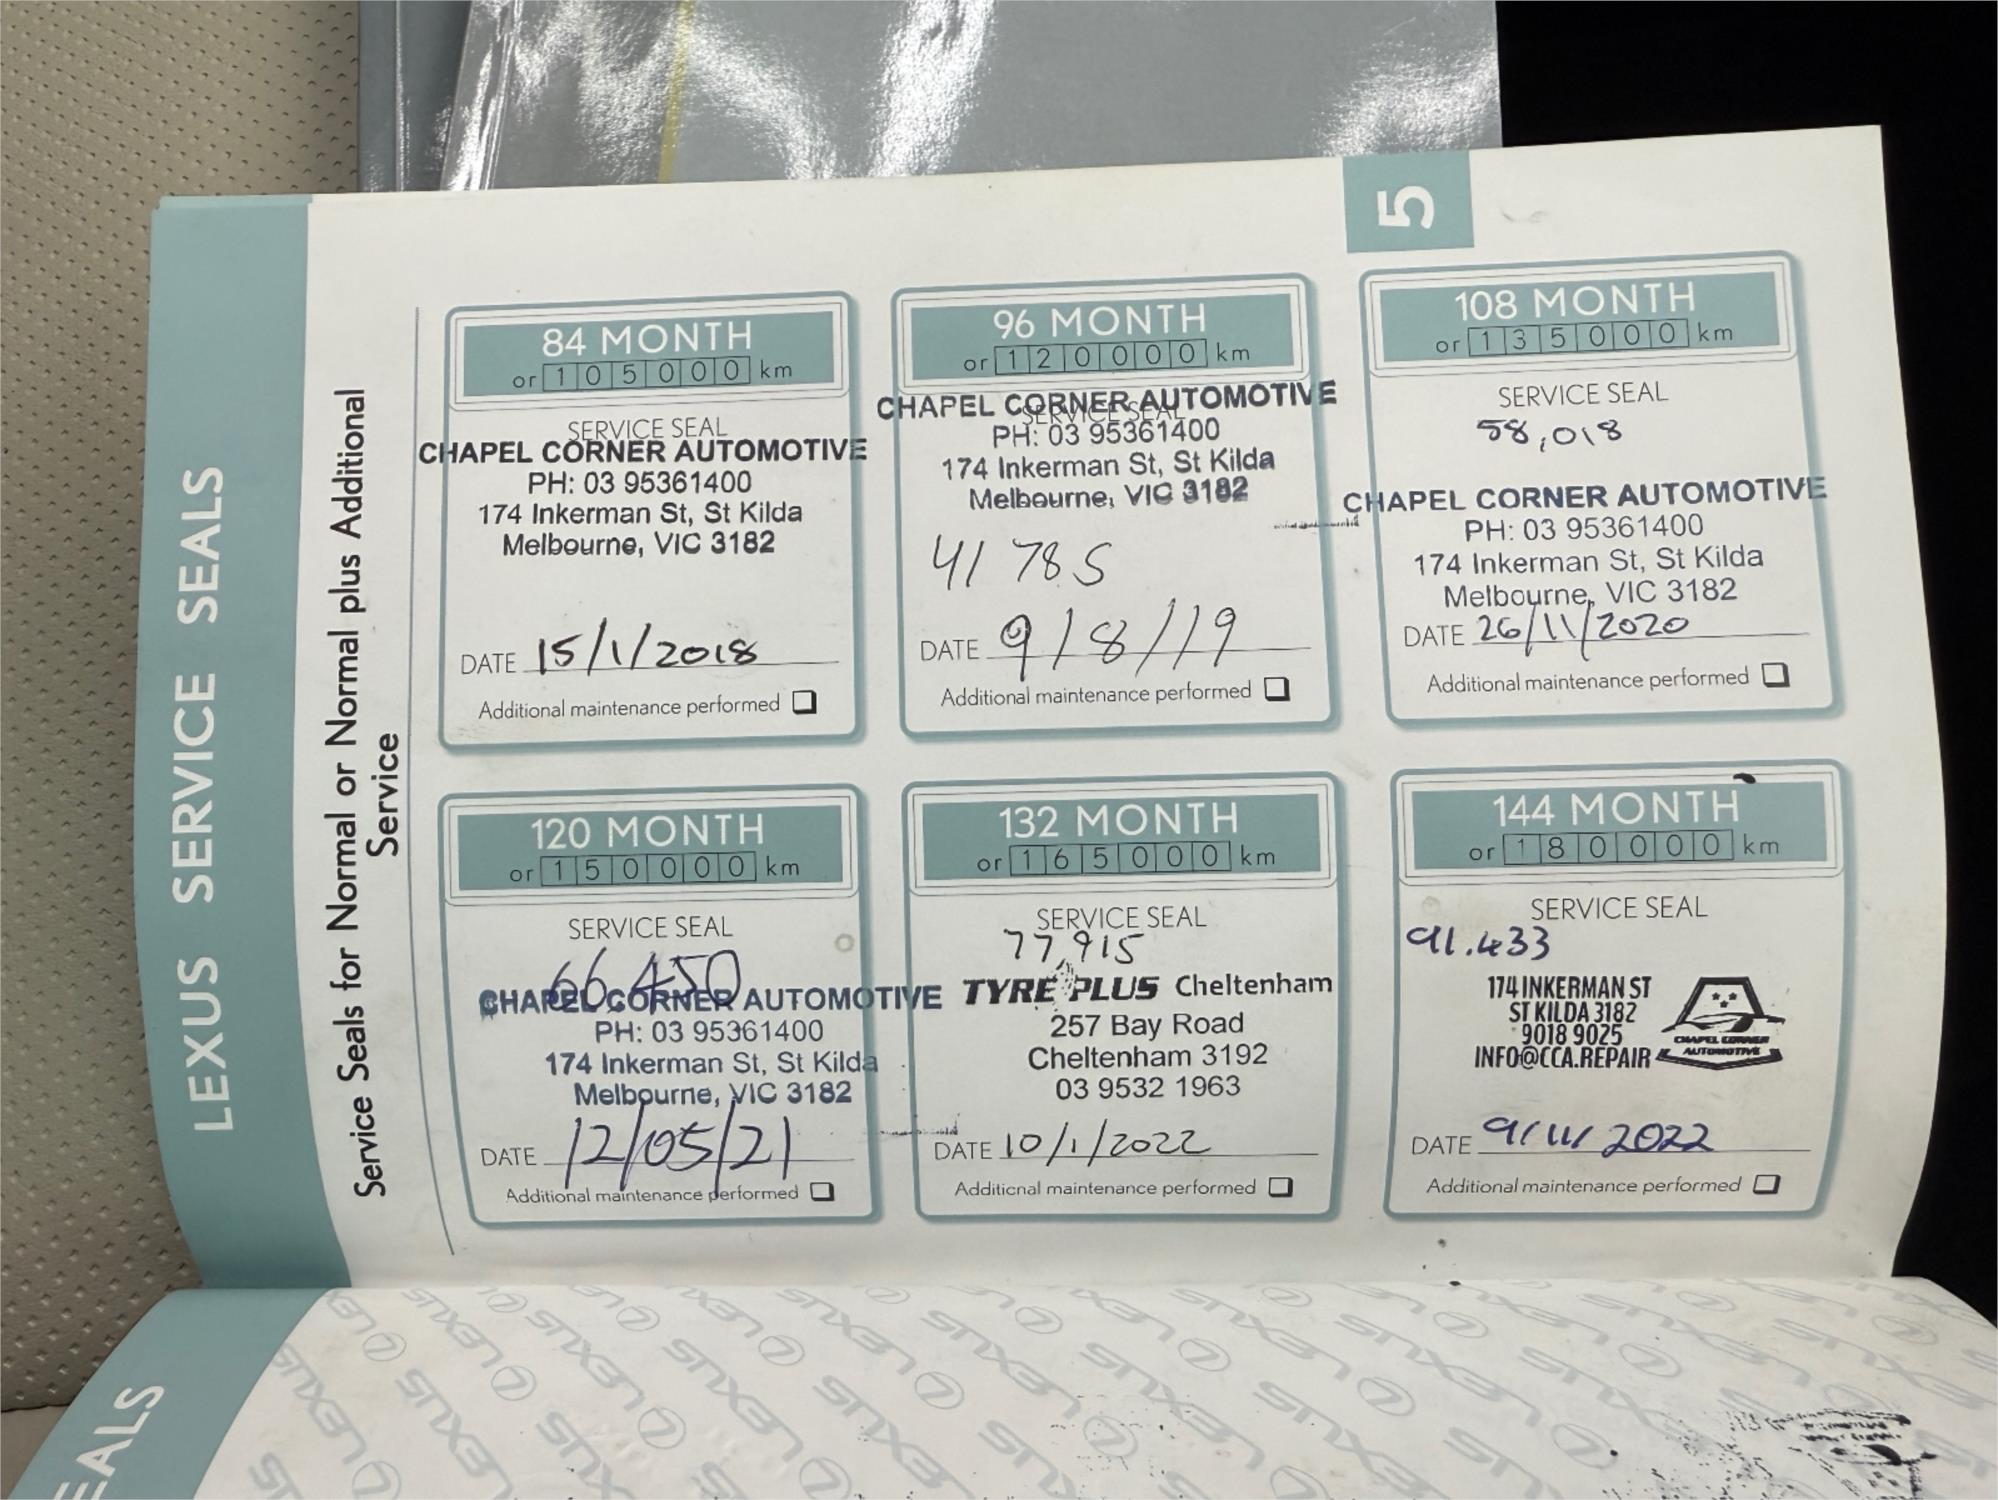 LEXUS SERVICE SEALS
Service Seals for Normal or Normal plus Additional
Service
5
84 MONTH
or 105000 km
SERVICE SEAL
CHAPEL CORNER AUTOMOTIVE
PH: 03 95361400
174 Inkerman St, St Kilda
Melbourne, VIC 3182
DATE 15/1/2018
Additional maintenance performed
96 MONTH
or 120000 km
SERVICE SEAL
CHAPEL CORNER AUTOMOTIVE
PH: 03 95361400
174 Inkerman St, St Kilda
Melbourne, VIC 3182
41785
DATE 9/8/19
Additional maintenance performed
108 MONTH
or 135000 km
SERVICE SEAL
58,018
CHAPEL CORNER AUTOMOTIVE
PH: 03 95361400
174 Inkerman St, St Kilda
Melbourne, VIC 3182
DATE 26/11/2020
Additional maintenance performed
120 MONTH
or 150000 km
SERVICE SEAL
66,450
CHAPEL CORNER AUTOMOTIVE
PH: 03 95361400
174 Inkerman St, St Kilda
Melbourne, VIC 3182
DATE 12/05/21
Additional maintenance performed
132 MONTH
or 165000 km
SERVICE SEAL
77,915
TYRE PLUS Cheltenham
257 Bay Road
Cheltenham 3192
03 9532 1963
DATE 10/1/2022
Additional maintenance performed
144 MONTH
or 180000 km
SERVICE SEAL
91.433
174 INKERMAN ST
ST KILDA 3182
9018 9025
INFO@CCA.REPAIR
CHAPEL CORNER
AUTOMOTIVE
DATE 9/11/2022
Additional maintenance performed
EALS
LEXUS LEXUS LEXUS LEXUS